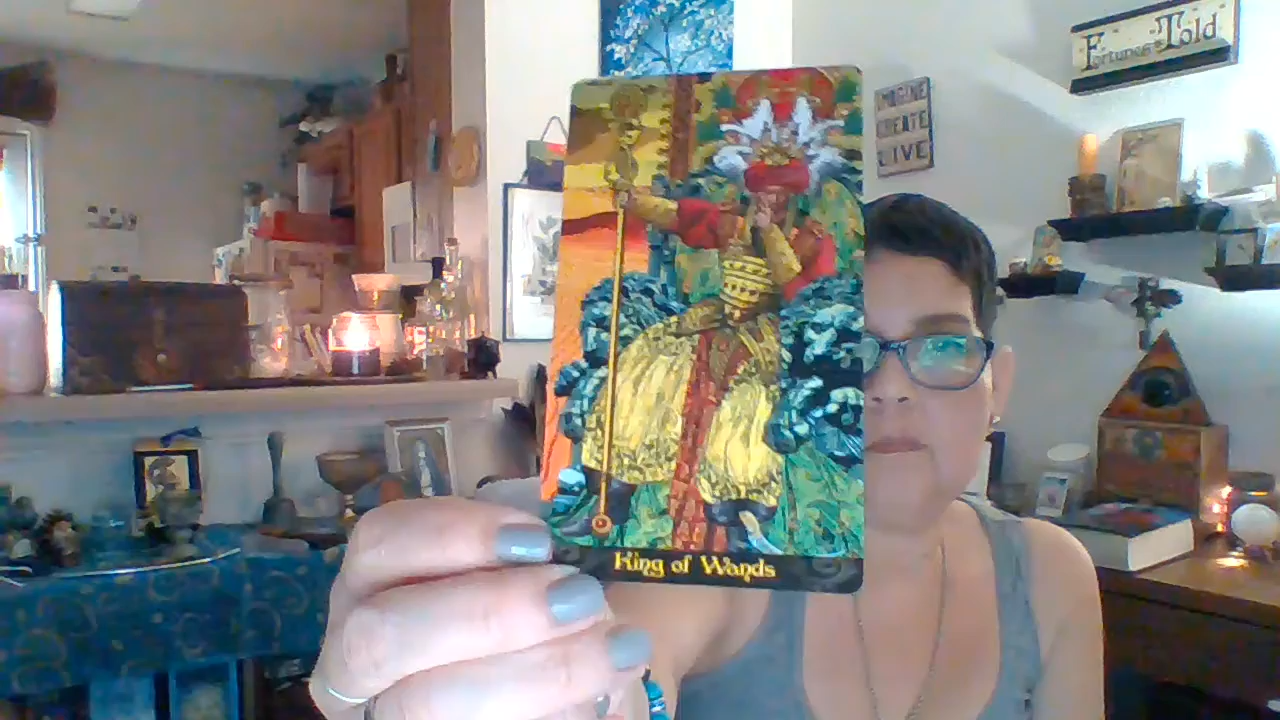 Fortunes Told
IMAGINE
CREATE
LIVE
King of Wands